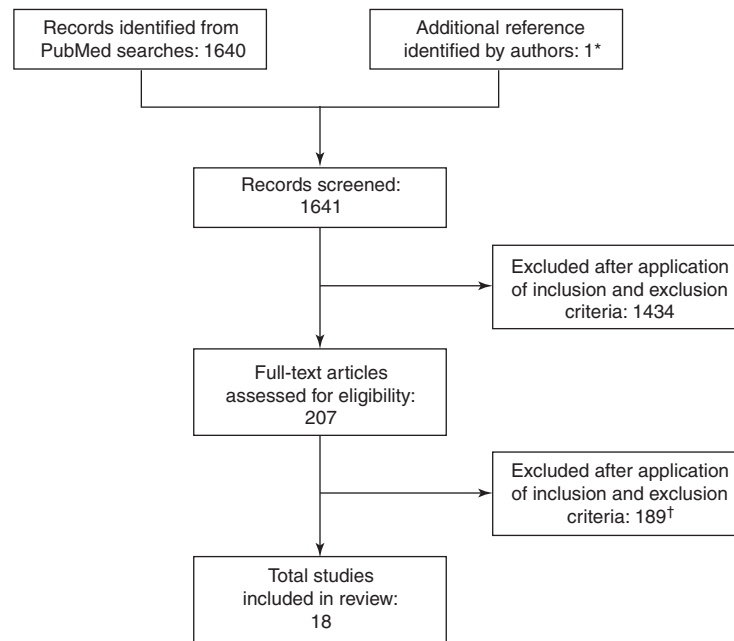 Records identified from
PubMed searches: 1640
Additional reference
identified by authors: 1*
Records screened:
1641
Excluded after application
of inclusion and exclusion
criteria: 1434
Full-text articles
assessed for eligibility:
207
Excluded after application
of inclusion and exclusion
criteria: 189†
Total studies
included in review:
18